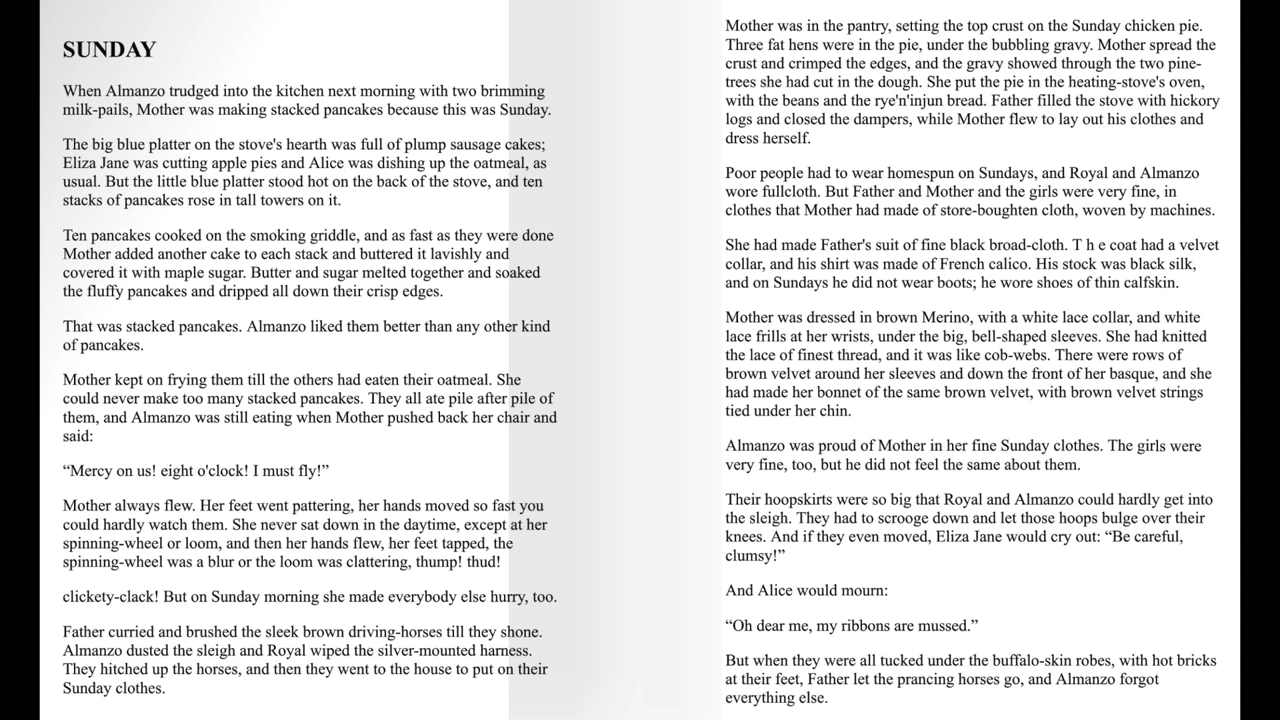 SUNDAY
When Almanzo trudged into the kitchen next morning with two brimming
milk-pails, Mother was making stacked pancakes because this was Sunday.
The big blue platter on the stove's hearth was full of plump sausage cakes;
Eliza Jane was cutting apple pies and Alice was dishing up the oatmeal, as
usual. But the little blue platter stood hot on the back of the stove, and ten
stacks of pancakes rose in tall towers on it.
Ten pancakes cooked on the smoking griddle, and as fast as they were done
Mother added another cake to each stack and buttered it lavishly and
covered it with maple sugar. Butter and sugar melted together and soaked
the fluffy pancakes and dripped all down their crisp edges.
That was stacked pancakes. Almanzo liked them better than any other kind
of pancakes.
Mother kept on frying them till the others had eaten their oatmeal. She
could never make too many stacked pancakes. They all ate pile after pile of
them, and Almanzo was still eating when Mother pushed back her chair and
said:
“Mercy on us! eight o'clock! I must fly!”
Mother always flew. Her feet went pattering, her hands moved so fast you
could hardly watch them. She never sat down in the daytime, except at her
spinning-wheel or loom, and then her hands flew, her feet tapped, the
spinning-wheel was a blur or the loom was clattering, thump! thud!
clickety-clack! But on Sunday morning she made everybody else hurry, too.
Father curried and brushed the sleek brown driving-horses till they shone.
Almanzo dusted the sleigh and Royal wiped the silver-mounted harness.
They hitched up the horses, and then they went to the house to put on their
Sunday clothes.
Mother was in the pantry, setting the top crust on the Sunday chicken pie.
Three fat hens were in the pie, under the bubbling gravy. Mother spread the
crust and crimped the edges, and the gravy showed through the two pine-
trees she had cut in the dough. She put the pie in the heating-stove's oven,
with the beans and the rye'n'injun bread. Father filled the stove with hickory
logs and closed the dampers, while Mother flew to lay out his clothes and
dress herself.
Poor people had to wear homespun on Sundays, and Royal and Almanzo
wore fullcloth. But Father and Mother and the girls were very fine, in
clothes that Mother had made of store-boughten cloth, woven by machines.
She had made Father's suit of fine black broad-cloth. T h e coat had a velvet
collar, and his shirt was made of French calico. His stock was black silk,
and on Sundays he did not wear boots; he wore shoes of thin calfskin.
Mother was dressed in brown Merino, with a white lace collar, and white
lace frills at her wrists, under the big, bell-shaped sleeves. She had knitted
the lace of finest thread, and it was like cob-webs. There were rows of
brown velvet around her sleeves and down the front of her basque, and she
had made her bonnet of the same brown velvet, with brown velvet strings
tied under her chin.
Almanzo was proud of Mother in her fine Sunday clothes. The girls were
very fine, too, but he did not feel the same about them.
Their hoopskirts were so big that Royal and Almanzo could hardly get into
the sleigh. They had to scrooge down and let those hoops bulge over their
knees. And if they even moved, Eliza Jane would cry out: “Be careful,
clumsy!”
And Alice would mourn:
“Oh dear me, my ribbons are mussed.”
But when they were all tucked under the buffalo-skin robes, with hot bricks
at their feet, Father let the prancing horses go, and Almanzo forgot
everything else.